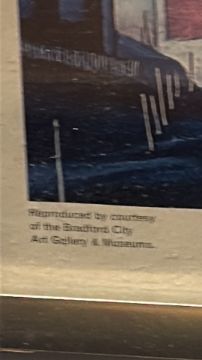 Reproduced by courtesy
of the Bradford City
Art Gallery & Museums.